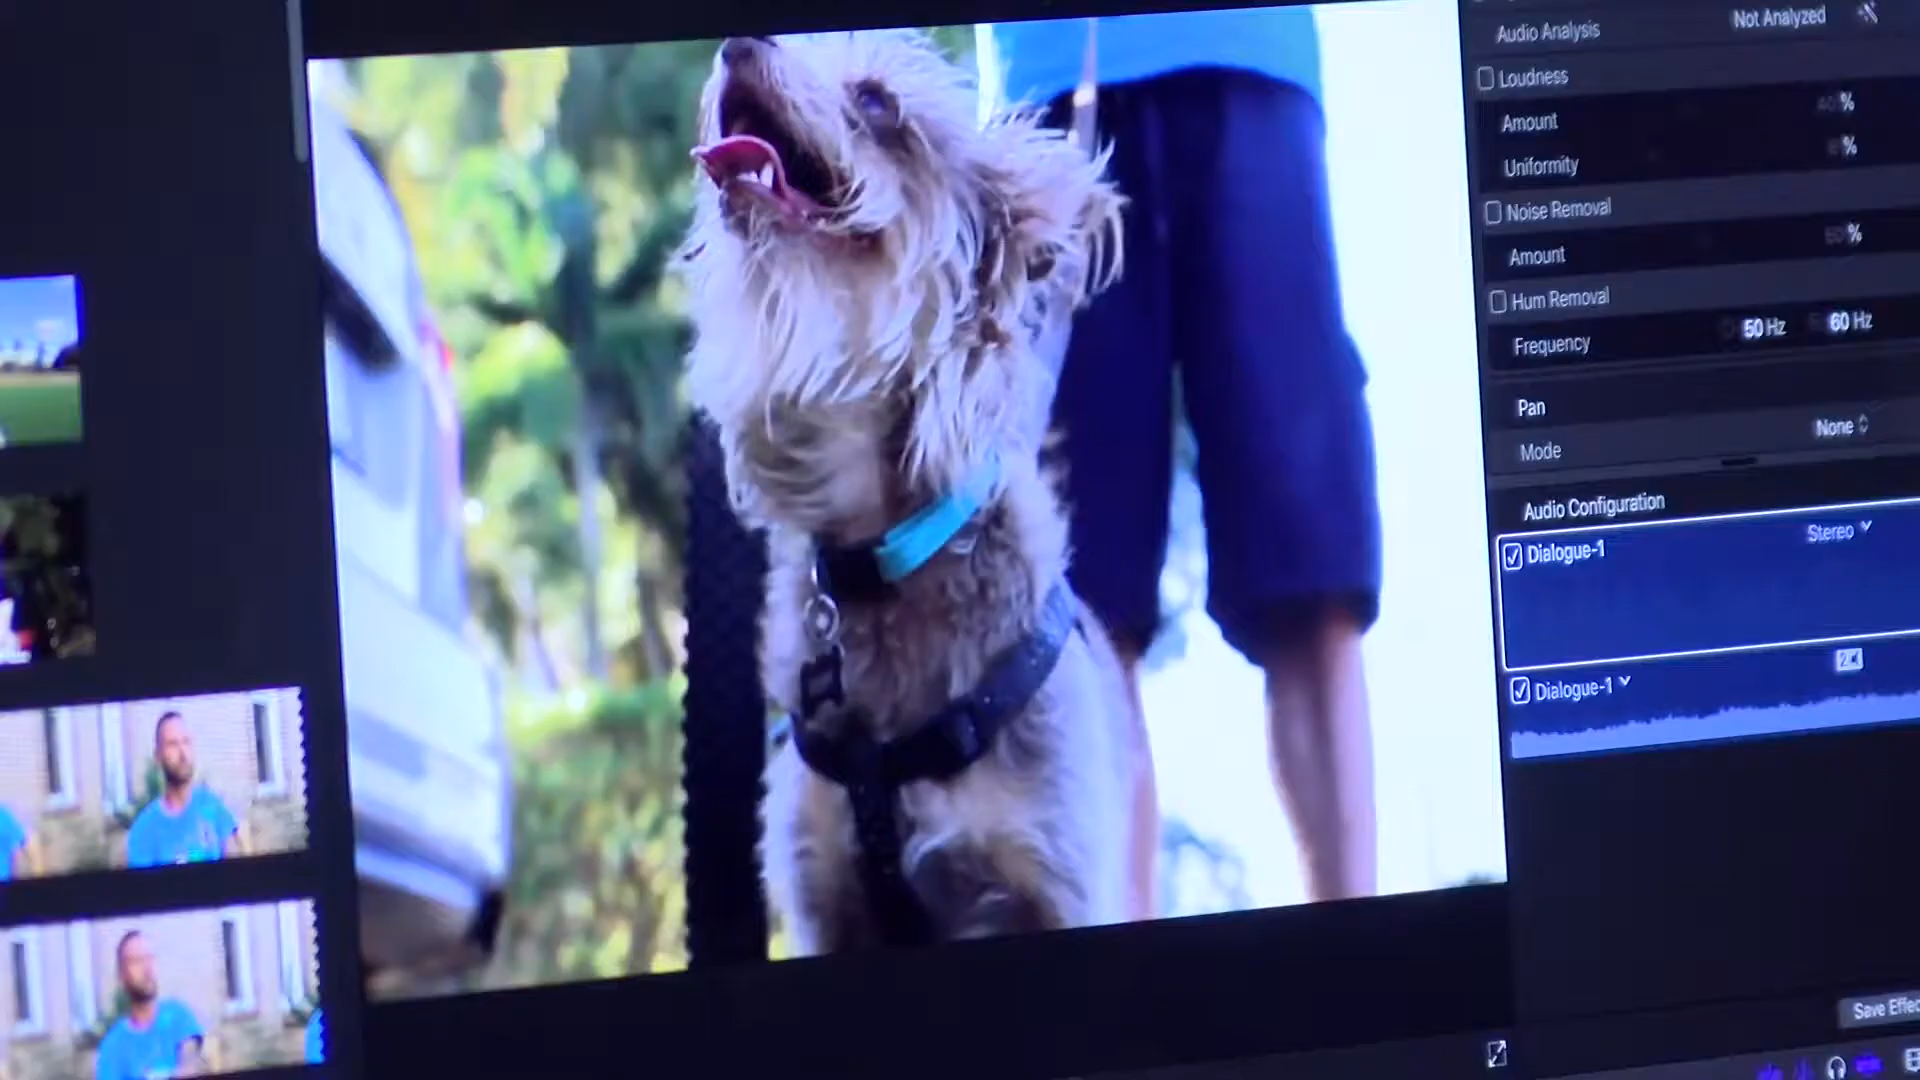 Audio Analysis Not Analyzed
Loudness
Amount %
Uniformity %
Noise Removal
Amount %
Hum Removal
Frequency 50 Hz 60 Hz
Pan
Mode None
Audio Configuration
Dialogue-1 Stereo
Dialogue-1
Save Effec